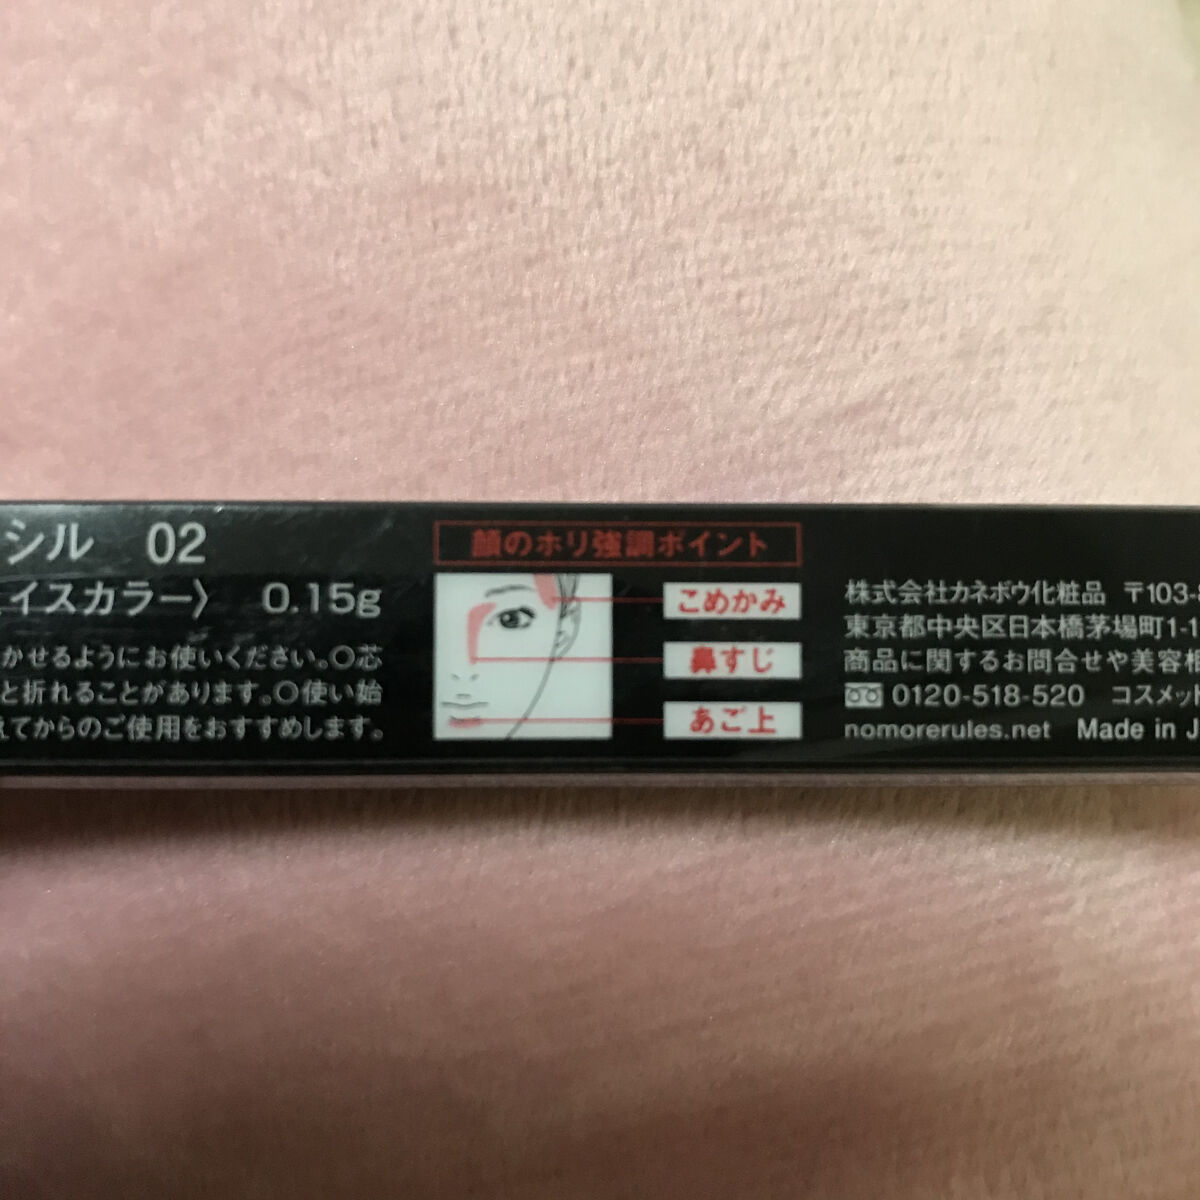 シル 02
ェイスカラー〉 0.15g
かせるようにお使いください。○芯
と折れることがあります。○使い始
えてからのご使用をおすすめします。
顔のホリ強調ポイント
こめかみ
鼻すじ
あご上
株式会社カネボウ化粧品 〒103-8
東京都中央区日本橋茅場町1-1
商品に関するお問合せや美容相
0120-518-520 コスメッ
nomorerules.net Made in J